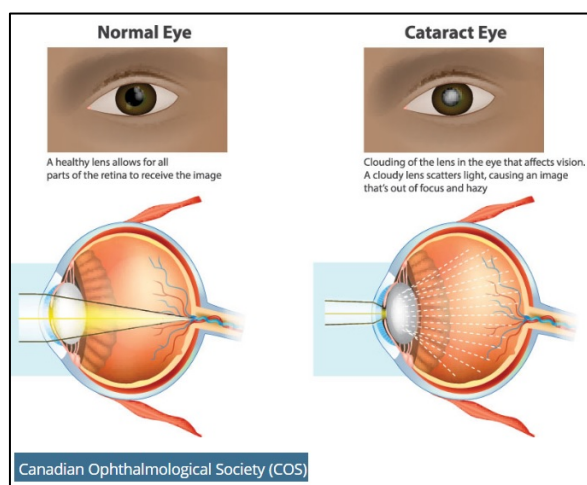 Normal Eye
A healthy lens allows for all
parts of the retina to receive the image
Cataract Eye
Clouding of the lens in the eye that affects vision.
A cloudy lens scatters light, causing an image
that's out of focus and hazy
Canadian Ophthalmological Society (COS)